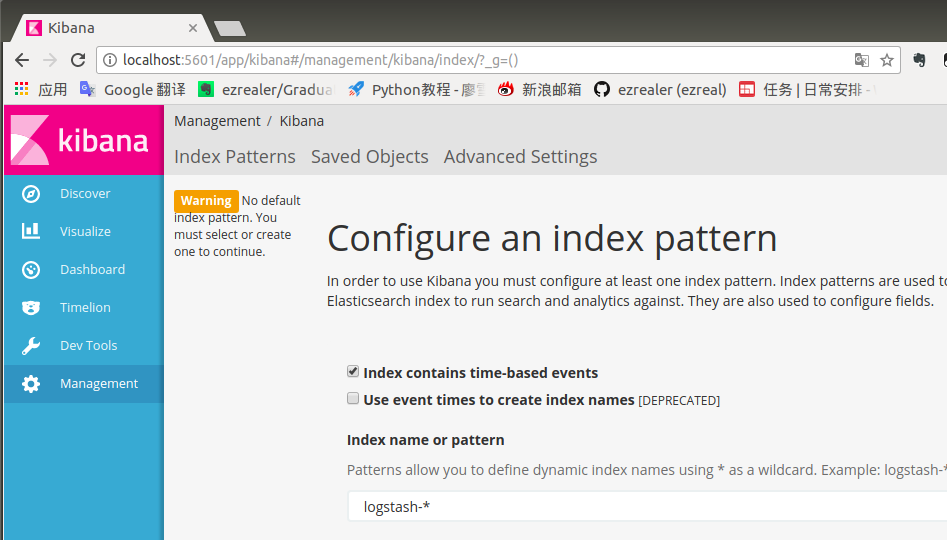 Kibana
localhost:5601/app/kibana#/management/kibana/index/?_g=()
应用 Google 翻译 ezrealer/Gradua Python教程 - 廖 新浪邮箱 ezrealer (ezreal) 任务 | 日常安排 -
kibana
Management / Kibana
Index Patterns Saved Objects Advanced Settings
Discover
Visualize
Dashboard
Timelion
Dev Tools
Management
Warning No default
index pattern. You
must select or create
one to continue.
Configure an index pattern
In order to use Kibana you must configure at least one index pattern. Index patterns are used to
Elasticsearch index to run search and analytics against. They are also used to configure fields.
Index contains time-based events
Use event times to create index names [DEPRECATED]
Index name or pattern
Patterns allow you to define dynamic index names using * as a wildcard. Example: logstash-*
logstash-*